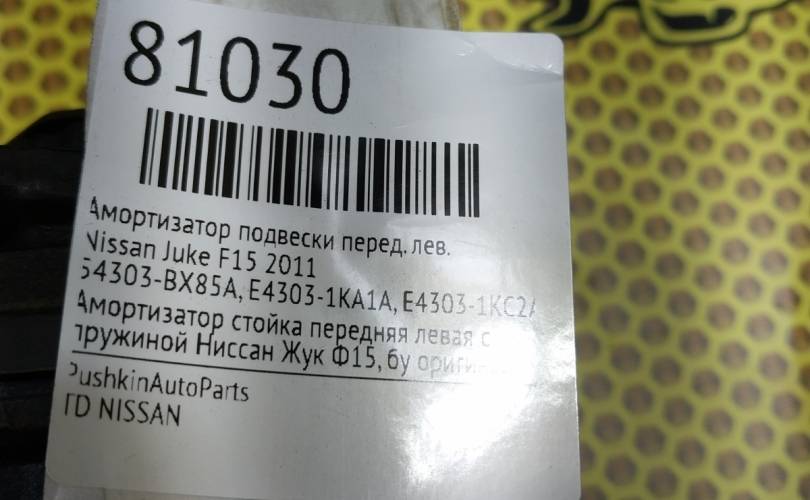 81030
Амортизатор подвески перед. лев.
Nissan Juke F15 2011
54303-BX85A, E4303-1KA1A, E4303-1KC2A
Амортизатор стойка передняя левая с
пружиной Ниссан Жук Ф15, бу
PushkinAutoParts
TD NISSAN